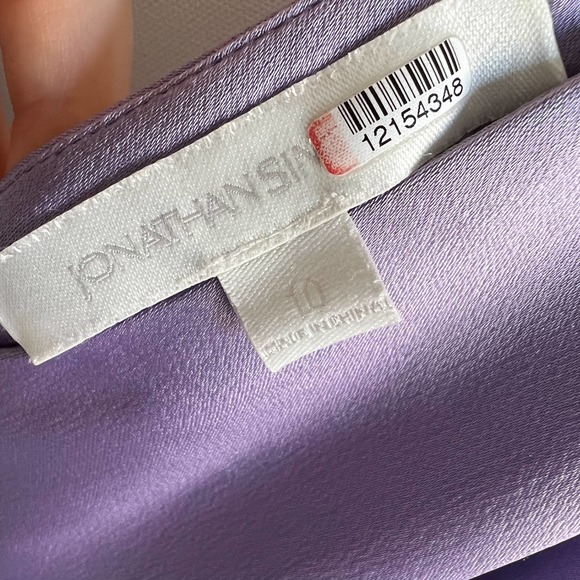 12154348
JONATHAN SIM
10
MADE IN CHINA